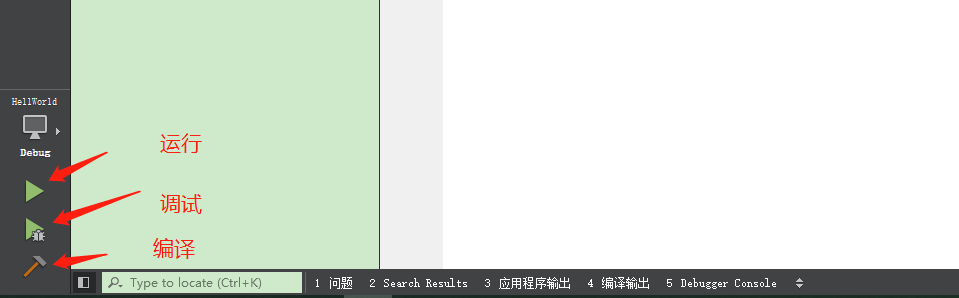 HellWorld
Debug
运行
调试
编译
Type to locate (Ctrl+K)
1 问题 2 Search Results 3 应用程序输出 4 编译输出 5 Debugger Console